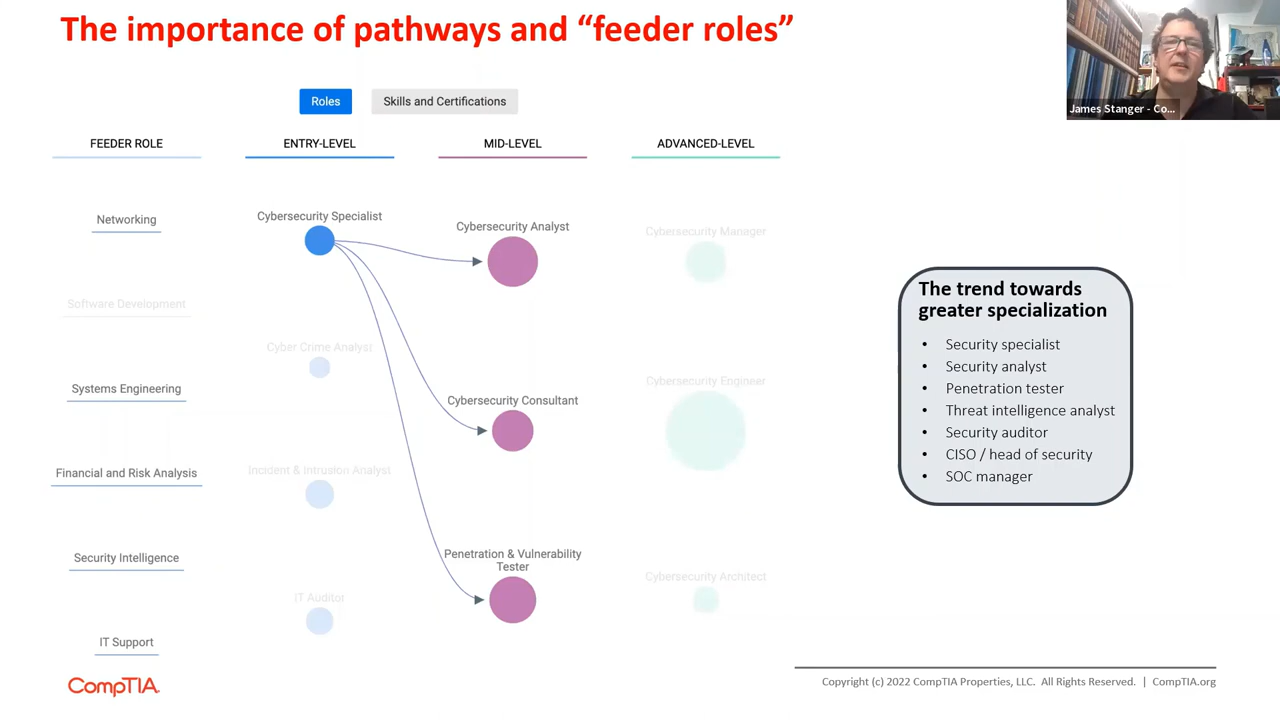 The importance of pathways and “feeder roles”
James Stanger - Co...
Roles
Skills and Certifications
FEEDER ROLE
ENTRY-LEVEL
MID-LEVEL
ADVANCED-LEVEL
Networking
Software Development
Systems Engineering
Financial and Risk Analysis
Security Intelligence
IT Support
Cybersecurity Specialist
Cyber Crime Analyst
Incident & Intrusion Analyst
IT Auditor
Cybersecurity Analyst
Cybersecurity Consultant
Penetration & Vulnerability
Tester
Cybersecurity Manager
Cybersecurity Engineer
Cybersecurity Architect
The trend towards
greater specialization
• Security specialist
• Security analyst
• Penetration tester
• Threat intelligence analyst
• Security auditor
• CISO / head of security
• SOC manager
CompTIA.
Copyright (c) 2022 CompTIA Properties, LLC. All Rights Reserved. | CompTIA.org